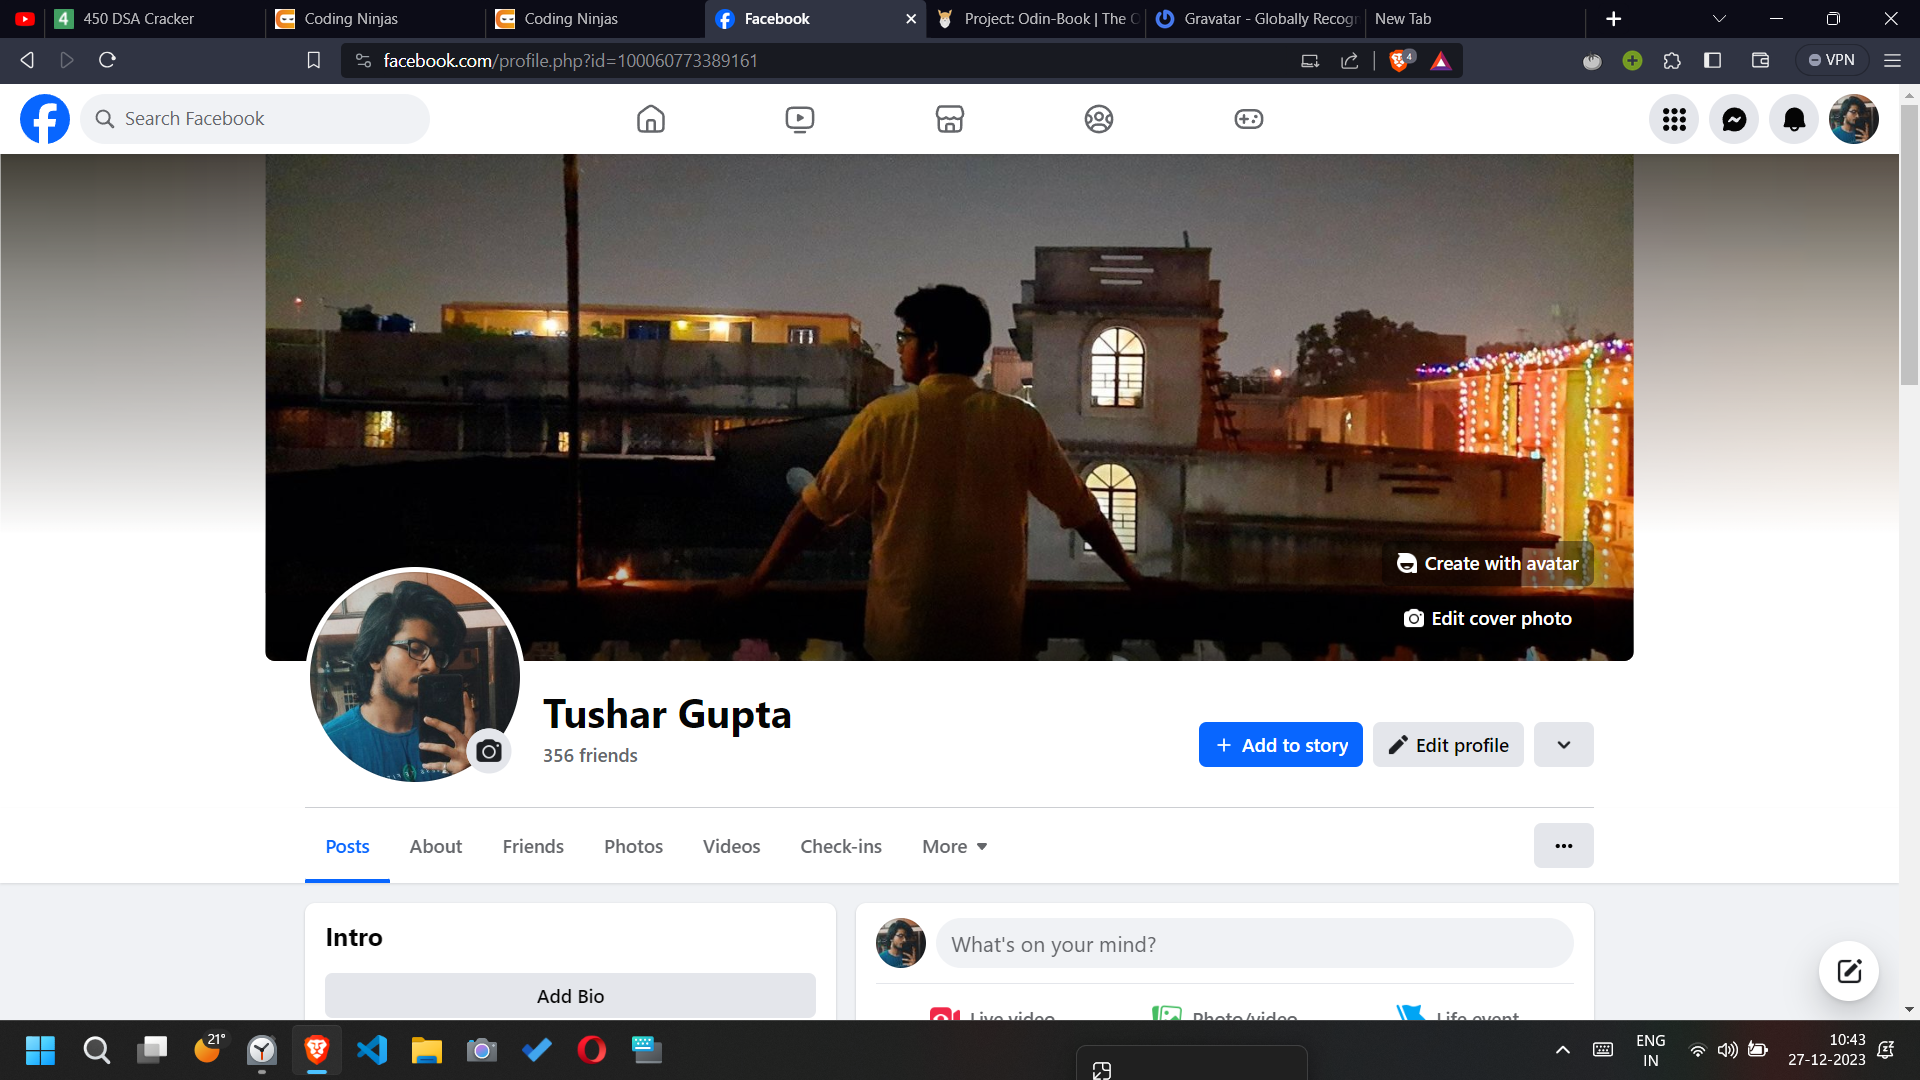 450 DSA Cracker
Coding Ninjas
Coding Ninjas
Facebook
Project: Odin-Book | The O
Gravatar - Globally Recogn
New Tab
facebook.com/profile.php?id=100060773389161
4
VPN
Search Facebook
Create with avatar
Edit cover photo
Tushar Gupta
356 friends
+ Add to story
Edit profile
Posts
About
Friends
Photos
Videos
Check-ins
More
Intro
What's on your mind?
Add Bio
Live video
Photo/video
Life event
21°
ENG
IN
10:43
27-12-2023